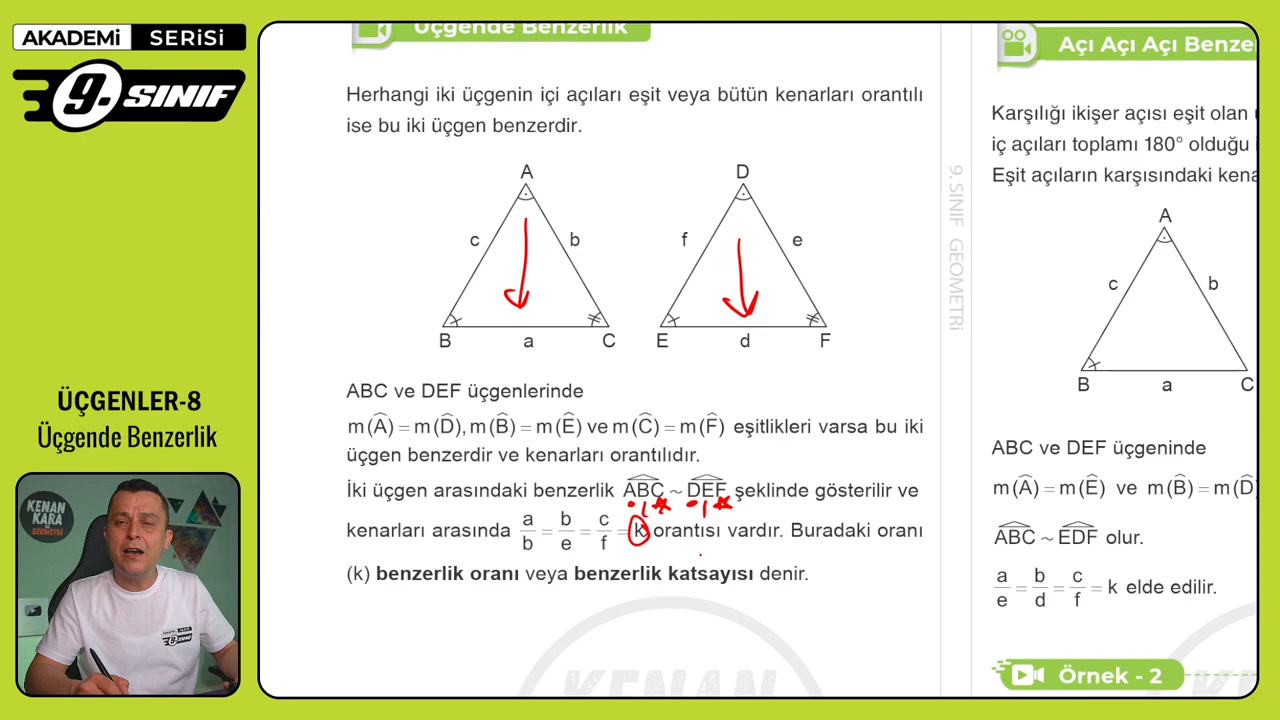 AKADEMİ SERİSİ
9. SINIF
ÜÇGENLER-8
Üçgende Benzerlik
KENAN
KARA
GEOMETRİ
9.SINIF
Üçgende Benzerlik
Herhangi iki üçgenin içi açıları eşit veya bütün kenarları orantılı
ise bu iki üçgen benzerdir.
A D
c b f e
B a C E d F
ABC ve DEF üçgenlerinde
m(Â) = m(D̂), m(B̂) = m(Ê) ve m(Ĉ) = m(F̂) eşitlikleri varsa bu iki
üçgen benzerdir ve kenarları orantılıdır.
İki üçgen arasındaki benzerlik ABC ~ DEF şeklinde gösterilir ve
kenarları arasında a/b = b/e = c/f = k orantısı vardır. Buradaki oranı
(k) benzerlik oranı veya benzerlik katsayısı denir.
KENAN
9. SINIF GEOMETRİ
Açı Açı Açı Benze
Karşılığı ikişer açısı eşit olan
iç açıları toplamı 180° olduğu
Eşit açıların karşısındaki kena
A
c b
B a C
ABC ve DEF üçgeninde
m(Â) = m(Ê) ve m(B̂) = m(D̂)
ABC ~ EDF olur.
a/e = b/d = c/f = k elde edilir.
Örnek - 2